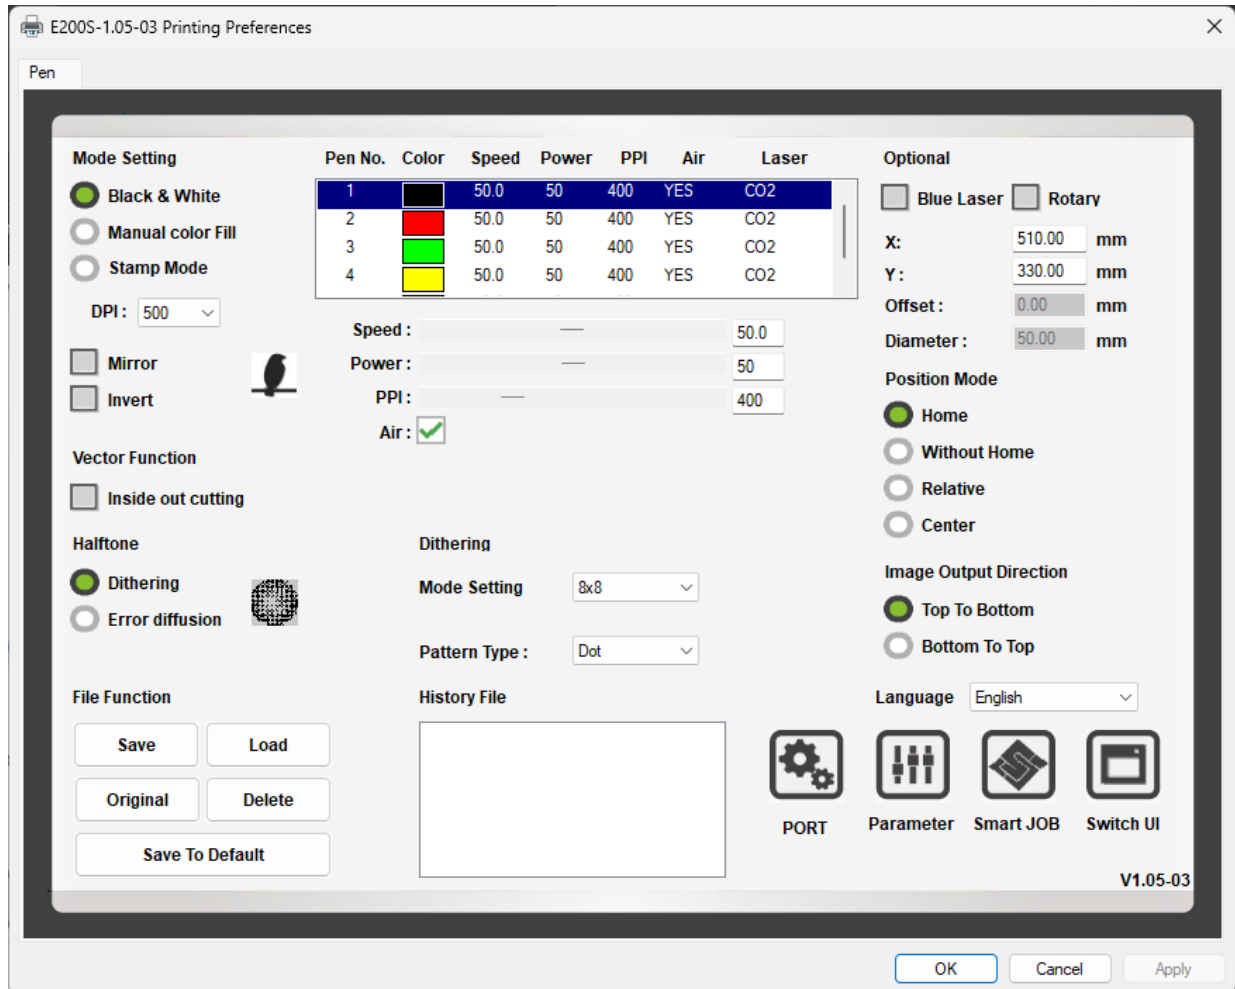 E200S-1.05-03 Printing Preferences
Pen
Mode Setting
Black & White
Manual color Fill
Stamp Mode
DPI : 500
Mirror
Invert
Vector Function
Inside out cutting
Pen No. Color Speed Power PPI Air Laser
1 50.0 50 400 YES CO2
2 50.0 50 400 YES CO2
3 50.0 50 400 YES CO2
4 50.0 50 400 YES CO2
Speed : 50.0
Power : 50
PPI : 400
Air :
Optional
Blue Laser Rotary
X: 510.00 mm
Y : 330.00 mm
Offset : 0.00 mm
Diameter : 50.00 mm
Position Mode
Home
Without Home
Relative
Center
Halftone
Dithering
Error diffusion
Dithering
Mode Setting 8x8
Pattern Type : Dot
Image Output Direction
Top To Bottom
Bottom To Top
File Function
Save Load
Original Delete
Save To Default
History File
Language English
PORT Parameter Smart JOB Switch UI
V1.05-03
OK Cancel Apply